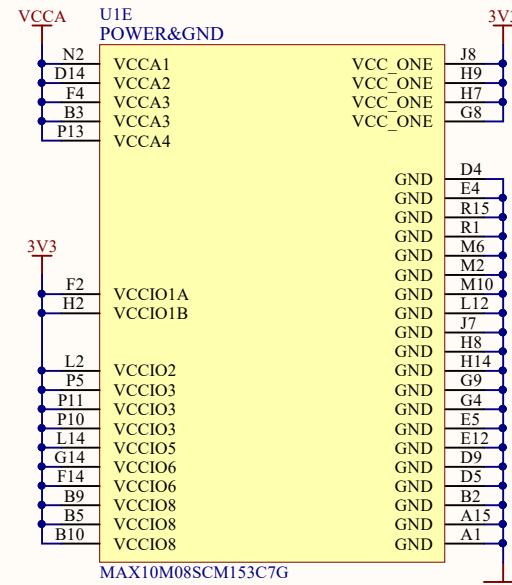 VCCA
U1E
POWER&GND
N2 VCCA1
D14 VCCA2
F4 VCCA3
B3 VCCA3
P13 VCCA4
3V3
F2 VCCIO1A
H2 VCCIO1B
L2 VCCIO2
P5 VCCIO3
P11 VCCIO3
P10 VCCIO3
L14 VCCIO5
G14 VCCIO6
F14 VCCIO6
B9 VCCIO8
B5 VCCIO8
B10 VCCIO8
3V3
VCC_ONE J8
VCC_ONE H9
VCC_ONE H7
VCC_ONE G8
GND D4
GND E4
GND R15
GND R1
GND M6
GND M2
GND M10
GND L12
GND J7
GND H8
GND H14
GND G9
GND G4
GND E5
GND E12
GND D9
GND D5
GND B2
GND A15
GND A1
MAX10M08SCM153C7G